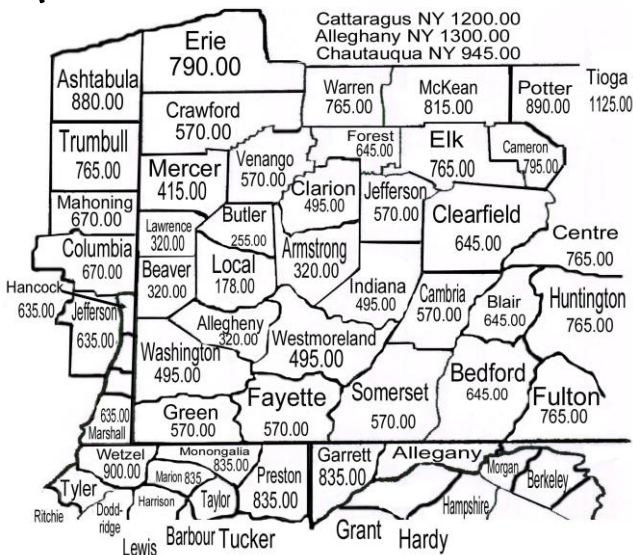 Cattaragus NY 1200.00
Alleghany NY 1300.00
Chautauqua NY 945.00
Erie
790.00
Ashtabula
880.00
Warren
765.00
McKean
815.00
Potter
890.00
Tioga
1125.00
Crawford
570.00
Trumbull
765.00
Forest
645.00
Elk
765.00
Cameron
795.00
Mercer
415.00
Venango
570.00
Clarion
495.00
Jefferson
570.00
Clearfield
645.00
Mahoning
670.00
Lawrence
320.00
Butler
255.00
Armstrong
320.00
Centre
765.00
Columbia
670.00
Beaver
320.00
Local
178.00
Indiana
495.00
Cambria
570.00
Blair
645.00
Huntington
765.00
Hancock
635.00
Jefferson
635.00
Allegheny
320.00
Washington
495.00
Westmoreland
495.00
Somerset
570.00
Bedford
645.00
Fulton
765.00
635.00
Marshall
Green
570.00
Fayette
570.00
Wetzel
900.00
Monongalia
835.00
Marion 835
Preston
835.00
Garrett
835.00
Allegany
Morgan
Berkeley
Tyler
Ritchie
Dodd-
ridge
Harrison
Taylor
Hampshire
Lewis
Barbour
Tucker
Grant
Hardy